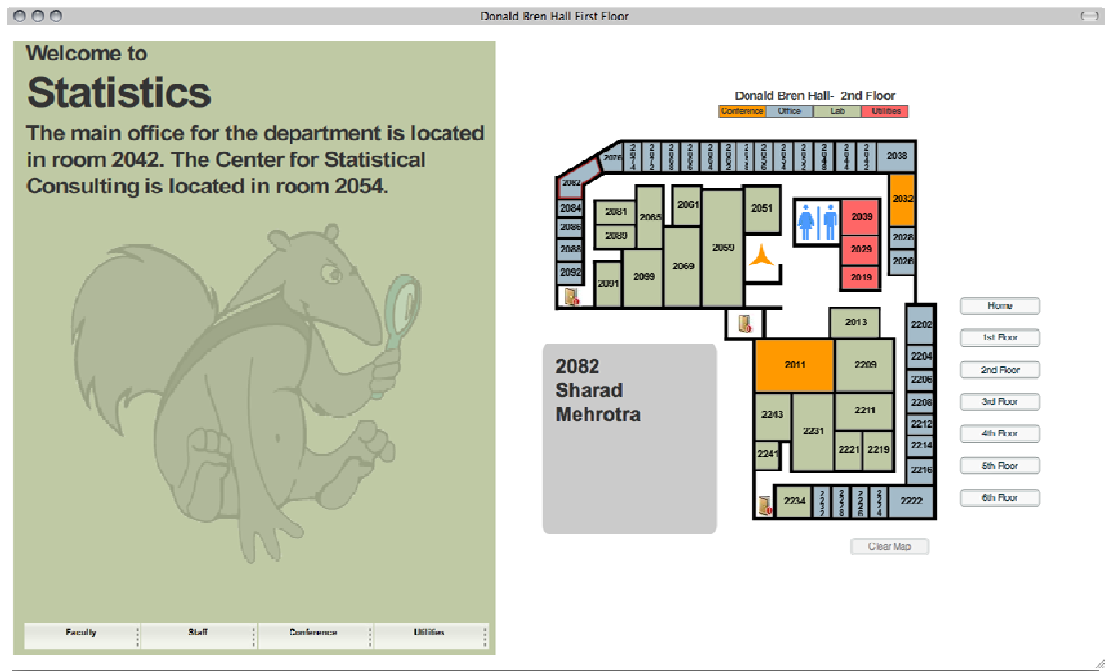 Donald Bren Hall First Floor
Welcome to
Statistics
The main office for the department is located
in room 2042. The Center for Statistical
Consulting is located in room 2054.
Faculty
Staff
Conference
Utilities
Donald Bren Hall- 2nd Floor
Conference
Office
Lab
Utilities
2076
2038
2082
2084
2086
2088
2092
2081
2089
2091
2065
2099
2061
2069
2059
2051
2039
2029
2019
2032
2028
2026
2013
2011
2209
2202
2204
2206
2208
2212
2214
2216
2243
2231
2211
2241
2221
2219
2234
2222
2082
Sharad
Mehrotra
Home
1st Floor
2nd Floor
3rd Floor
4th Floor
5th Floor
6th Floor
Clear Map